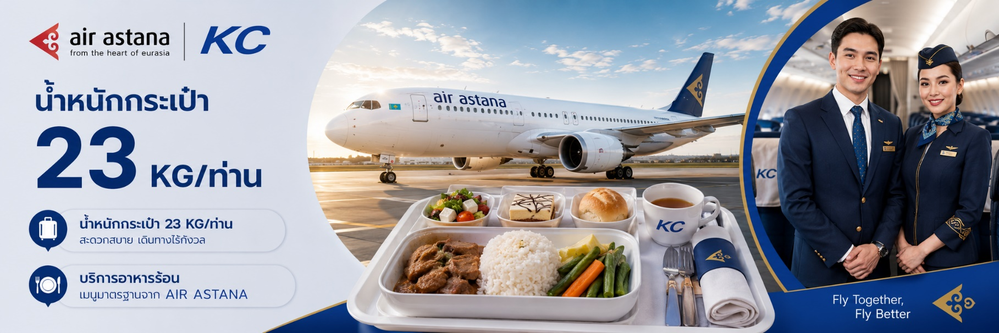 air astana
from the heart of eurasia
KC
น้ำหนักกระเป๋า
23 KG/ท่าน
น้ำหนักกระเป๋า 23 KG/ท่าน
สะดวกสบาย เดินทางไร้กังวล
บริการอาหารร้อน
เมนูมาตรฐานจาก AIR ASTANA
air astana
KC
KC
Fly Together,
Fly Better